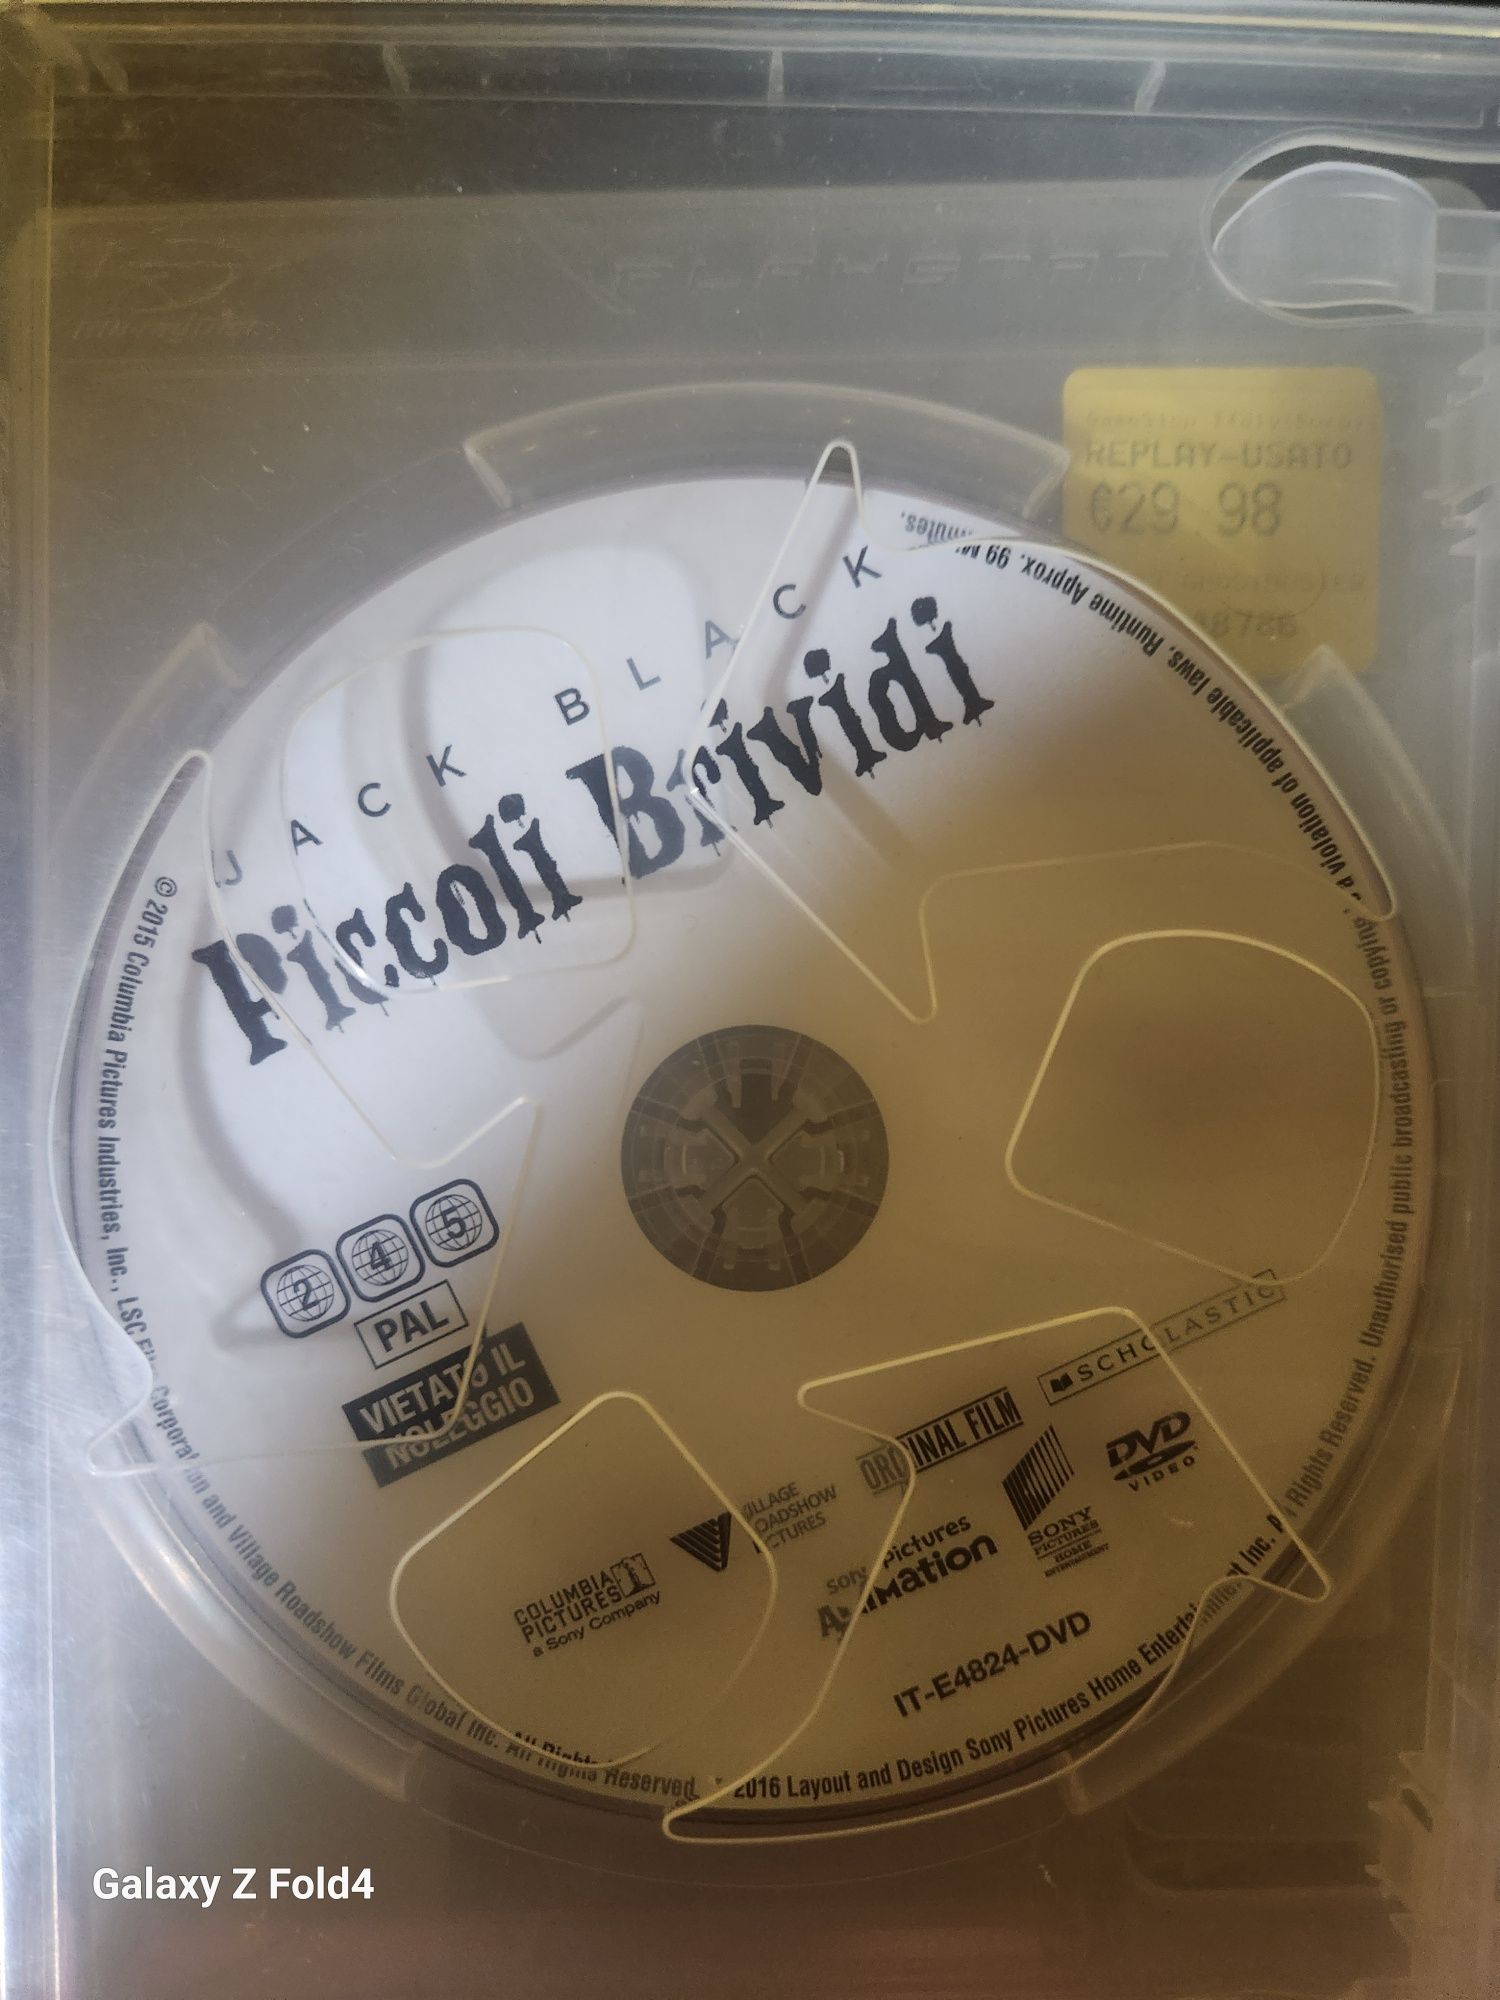 PLAYSTAT
REPLAY-USATO
€29 98
JACK BLACK
Piccoli Brividi
2 4 5
PAL
VIETATO IL
NOLEGGIO
SCHOLASTIC
ORIGINAL FILM
DVD
VIDEO
VILLAGE
ROADSHOW
PICTURES
COLUMBIA
PICTURES
a Sony Company
Sony Pictures
Animation
SONY
PICTURES
HOME
ENTERTAINMENT
IT-E4824-DVD
© 2015 Columbia Pictures Industries, Inc., LSC Film Corporation and Village Roadshow Films Global Inc. All Rights Reserved. • 2016 Layout and Design Sony Pictures Home Entertainment Inc. All Rights Reserved. Unauthorised public broadcasting or copying is a violation of applicable laws. Runtime Approx. 99 Minutes.
Galaxy Z Fold4